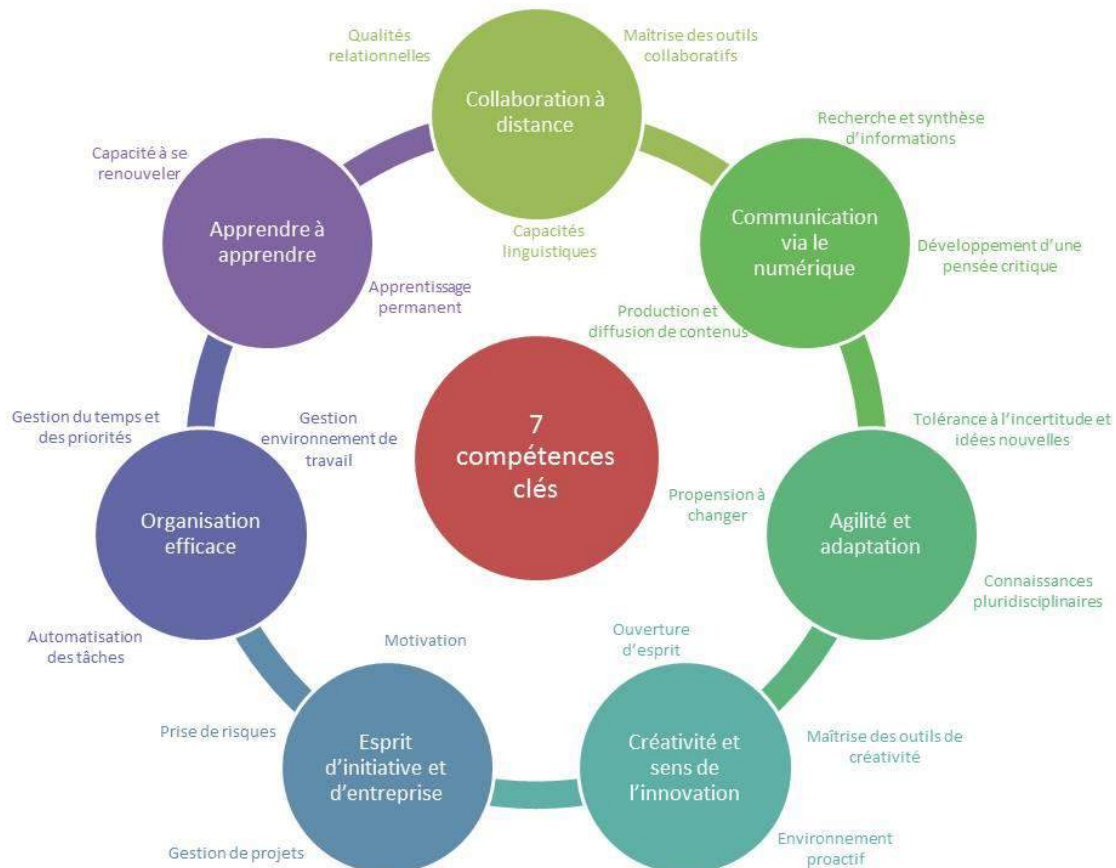 Qualités
relationnelles
Maîtrise des outils
collaboratifs
Collaboration à
distance
Capacités
linguistiques
Recherche et synthèse
d’informations
Communication
via le
numérique
Développement d’une
pensée critique
Production et
diffusion de contenus
Tolérance à l’incertitude et
idées nouvelles
Propension à
changer
Agilité et
adaptation
Connaissances
pluridisciplinaires
Ouverture
d’esprit
Créativité et
sens de
l’innovation
Maîtrise des outils de
créativité
Environnement
proactif
Motivation
Prise de risques
Esprit
d’initiative et
d’entreprise
Gestion de projets
Gestion du temps et
des priorités
Gestion
environnement de
travail
Organisation
efficace
Automatisation
des tâches
Capacité à se
renouveler
Apprendre à
apprendre
Apprentissage
permanent
7
compétences
clés